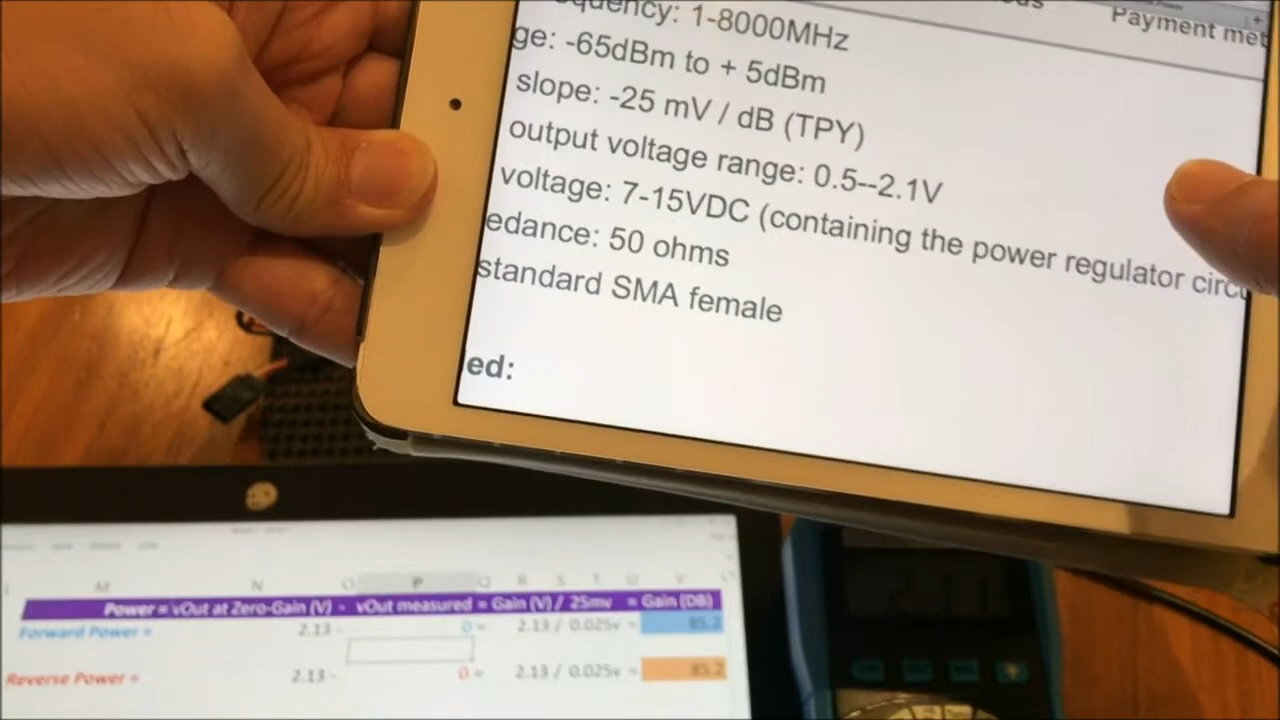 quency: 1-8000MHz
Payment met
ge: -65dBm to + 5dBm
slope: -25 mV / dB (TPY)
output voltage range: 0.5--2.1V
voltage: 7-15VDC (containing the power regulator circu
edance: 50 ohms
standard SMA female
ed:
M N O P Q R S T U V
Power = vOut at Zero-Gain (V) - vOut measured = Gain (V) / 25mv = Gain (DB)
Forward Power = 2.13 - 0 = 2.13 / 0.025v = 85.2
Reverse Power = 2.13 - 0 = 2.13 / 0.025v = 85.2